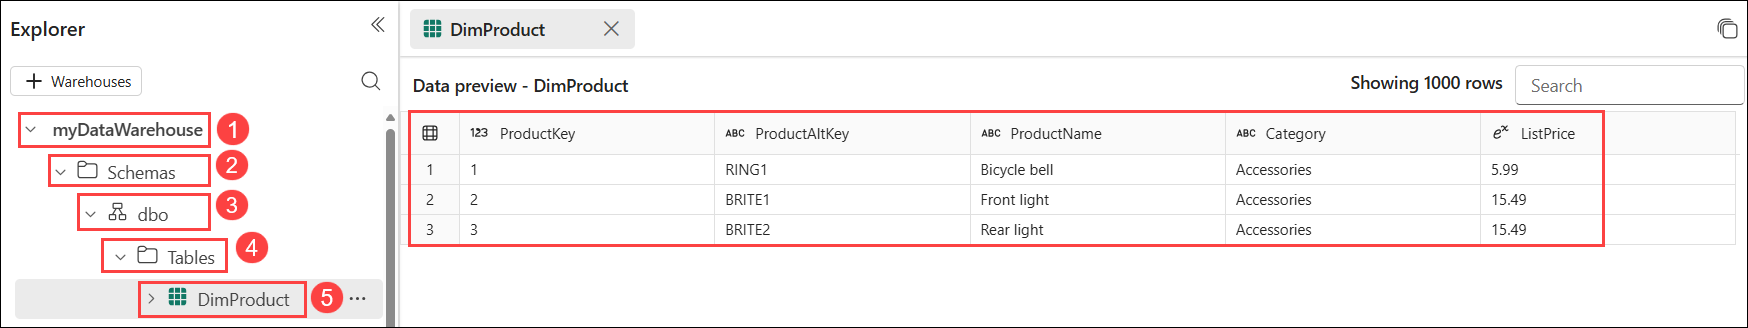 Explorer
Warehouses
myDataWarehouse 1
Schemas 2
dbo 3
Tables 4
DimProduct 5 ...
DimProduct
Data preview - DimProduct Showing 1000 rows Search
123 ProductKey ABC ProductAltKey ABC ProductName ABC Category eˣ ListPrice
1 1 RING1 Bicycle bell Accessories 5.99
2 2 BRITE1 Front light Accessories 15.49
3 3 BRITE2 Rear light Accessories 15.49